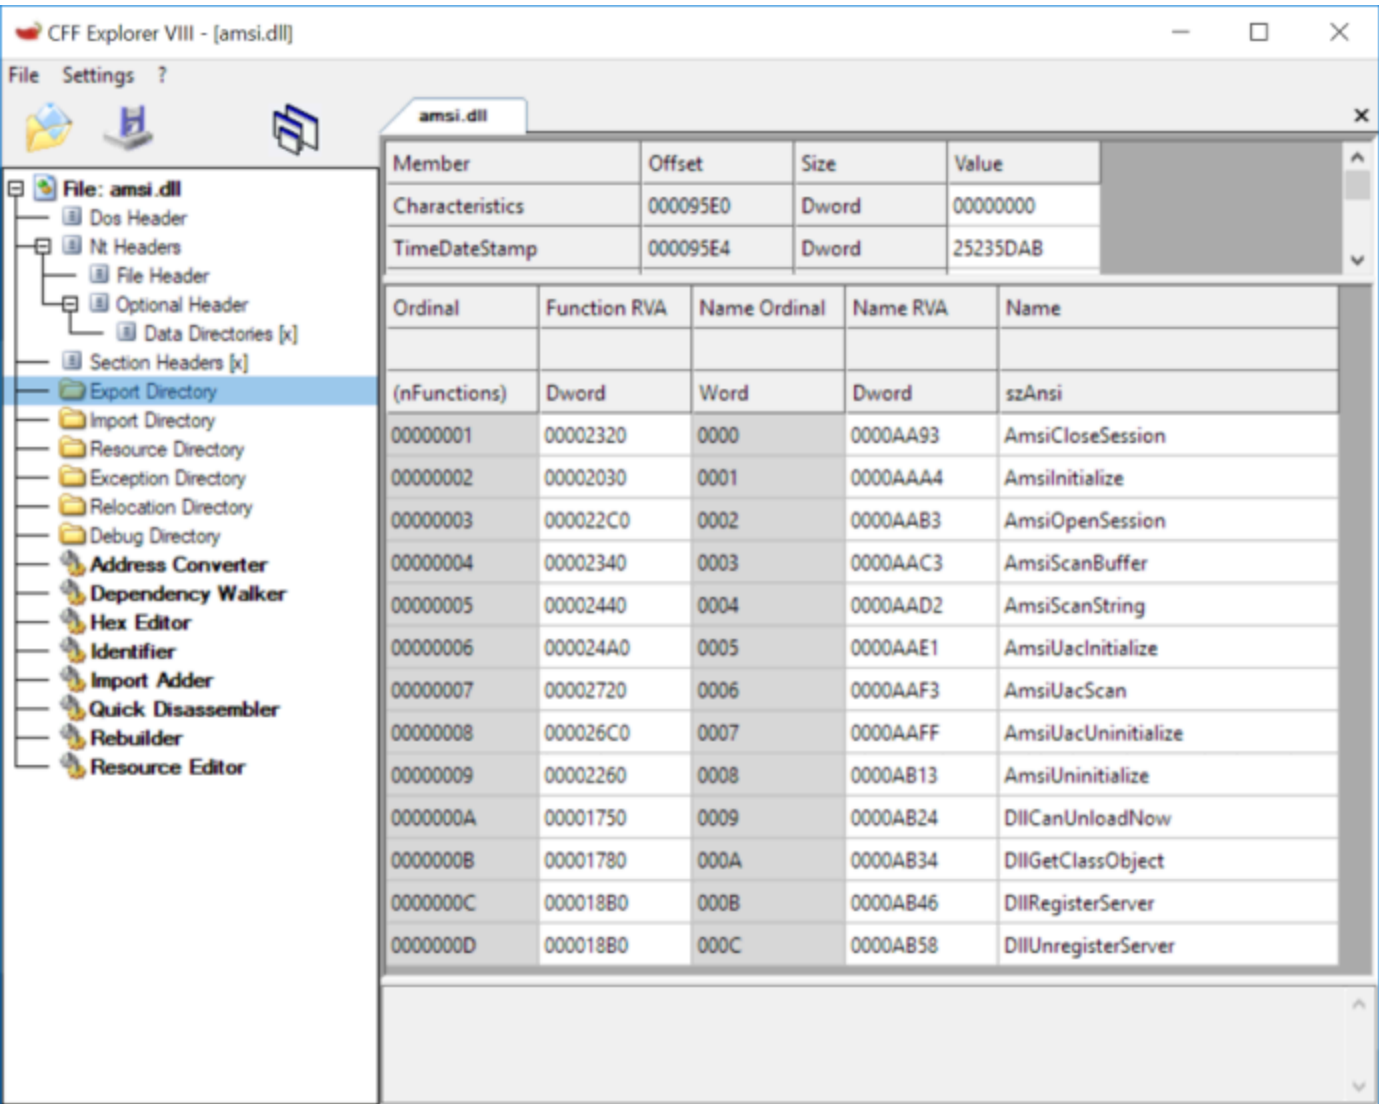 CFF Explorer VIII - [amsi.dll]
File Settings ?
amsi.dll
File: amsi.dll
Dos Header
Nt Headers
File Header
Optional Header
Data Directories [x]
Section Headers [x]
Export Directory
Import Directory
Resource Directory
Exception Directory
Relocation Directory
Debug Directory
Address Converter
Dependency Walker
Hex Editor
Identifier
Import Adder
Quick Disassembler
Rebuilder
Resource Editor
Member Offset Size Value
Characteristics 000095E0 Dword 00000000
TimeDateStamp 000095E4 Dword 25235DAB
Ordinal Function RVA Name Ordinal Name RVA Name
(nFunctions) Dword Word Dword szAnsi
00000001 00002320 0000 0000AA93 AmsiCloseSession
00000002 00002030 0001 0000AAA4 AmsiInitialize
00000003 000022C0 0002 0000AAB3 AmsiOpenSession
00000004 00002340 0003 0000AAC3 AmsiScanBuffer
00000005 00002440 0004 0000AAD2 AmsiScanString
00000006 000024A0 0005 0000AAE1 AmsiUacInitialize
00000007 00002720 0006 0000AAF3 AmsiUacScan
00000008 000026C0 0007 0000AAFF AmsiUacUninitialize
00000009 00002260 0008 0000AB13 AmsiUninitialize
0000000A 00001750 0009 0000AB24 DllCanUnloadNow
0000000B 00001780 000A 0000AB34 DllGetClassObject
0000000C 000018B0 000B 0000AB46 DllRegisterServer
0000000D 000018B0 000C 0000AB58 DllUnregisterServer